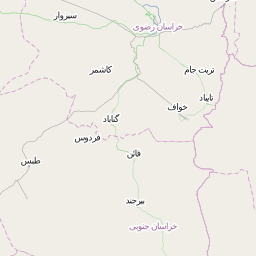 سبزوار
خراسان رضوی
کاشمر
تربت جام
تایباد
خواف
گناباد
فردوس
قائن
طبس
بیرجند
خراسان جنوبی